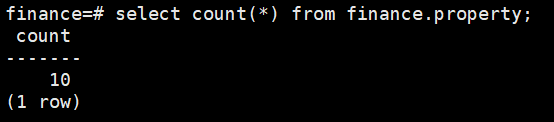 finance=# select count(*) from finance.property;
 count
-------
    10
(1 row)